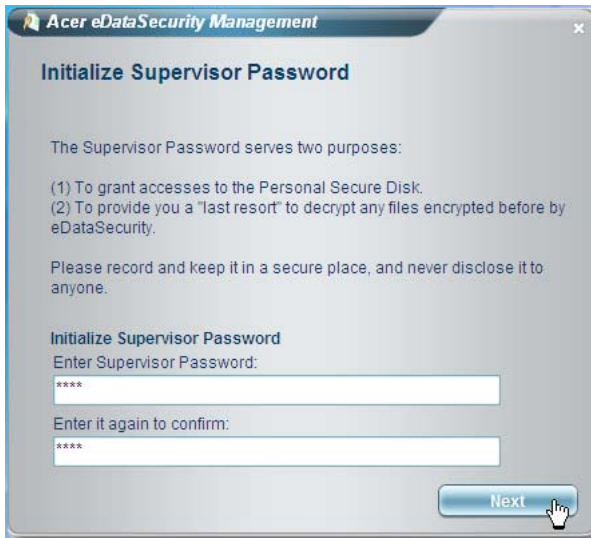 Acer eDataSecurity Management
Initialize Supervisor Password
The Supervisor Password serves two purposes:
(1) To grant accesses to the Personal Secure Disk.
(2) To provide you a "last resort" to decrypt any files encrypted before by
eDataSecurity.
Please record and keep it in a secure place, and never disclose it to
anyone.
Initialize Supervisor Password
Enter Supervisor Password:
****
Enter it again to confirm:
****
Next